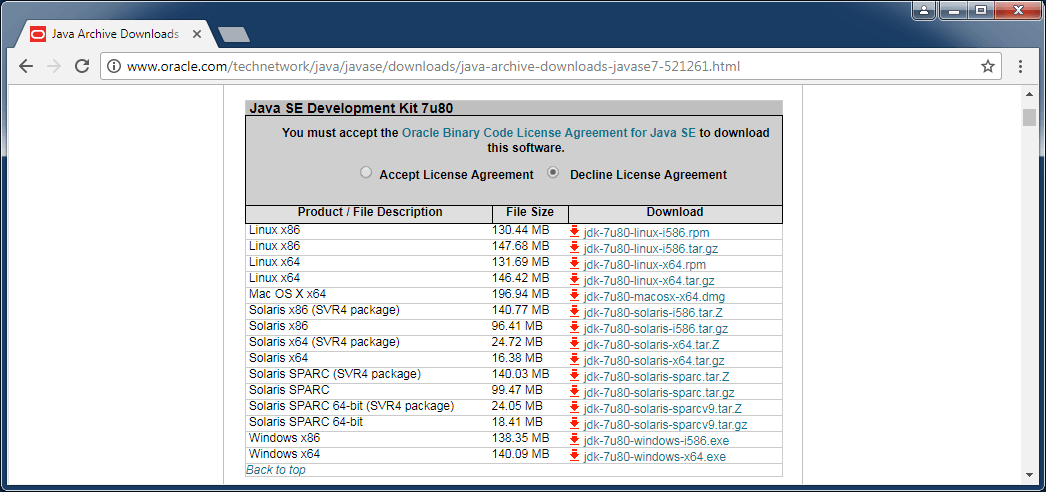 Java Archive Downloads
www.oracle.com/technetwork/java/javase/downloads/java-archive-downloads-javase7-521261.html
Java SE Development Kit 7u80
You must accept the Oracle Binary Code License Agreement for Java SE to download
this software.
Accept License Agreement Decline License Agreement
Product / File Description File Size Download
Linux x86 130.44 MB jdk-7u80-linux-i586.rpm
Linux x86 147.68 MB jdk-7u80-linux-i586.tar.gz
Linux x64 131.69 MB jdk-7u80-linux-x64.rpm
Linux x64 146.42 MB jdk-7u80-linux-x64.tar.gz
Mac OS X x64 196.94 MB jdk-7u80-macosx-x64.dmg
Solaris x86 (SVR4 package) 140.77 MB jdk-7u80-solaris-i586.tar.Z
Solaris x86 96.41 MB jdk-7u80-solaris-i586.tar.gz
Solaris x64 (SVR4 package) 24.72 MB jdk-7u80-solaris-x64.tar.Z
Solaris x64 16.38 MB jdk-7u80-solaris-x64.tar.gz
Solaris SPARC (SVR4 package) 140.03 MB jdk-7u80-solaris-sparc.tar.Z
Solaris SPARC 99.47 MB jdk-7u80-solaris-sparc.tar.gz
Solaris SPARC 64-bit (SVR4 package) 24.05 MB jdk-7u80-solaris-sparcv9.tar.Z
Solaris SPARC 64-bit 18.41 MB jdk-7u80-solaris-sparcv9.tar.gz
Windows x86 138.35 MB jdk-7u80-windows-i586.exe
Windows x64 140.09 MB jdk-7u80-windows-x64.exe
Back to top